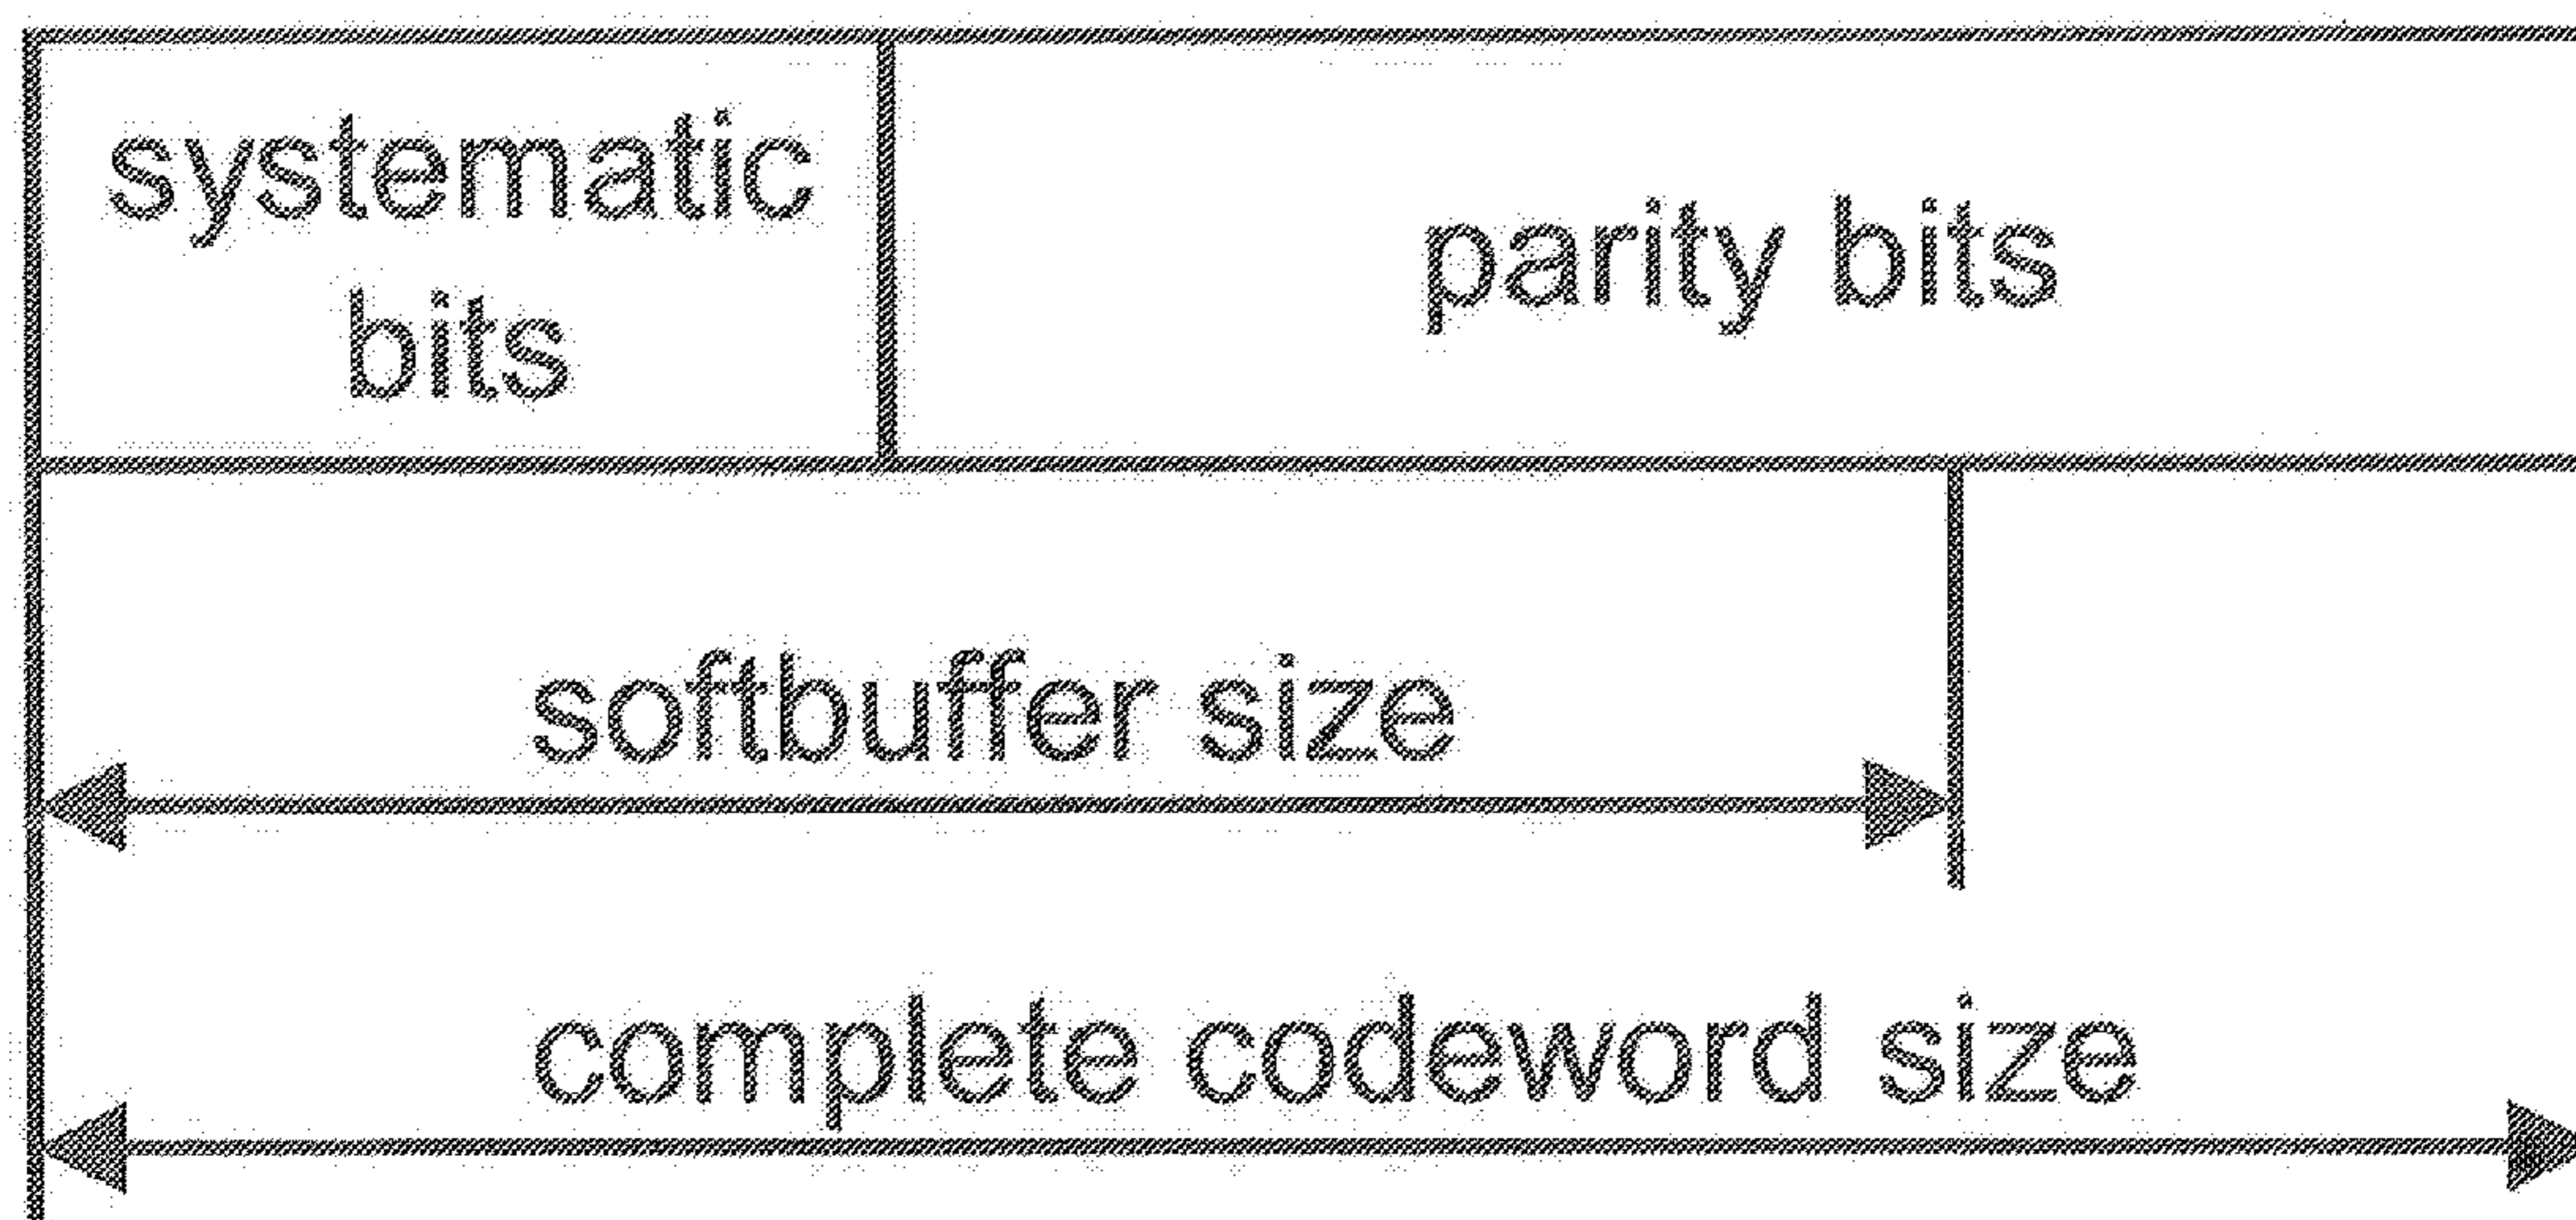 systematic
bits
parity bits
softbuffer size
complete codeword size